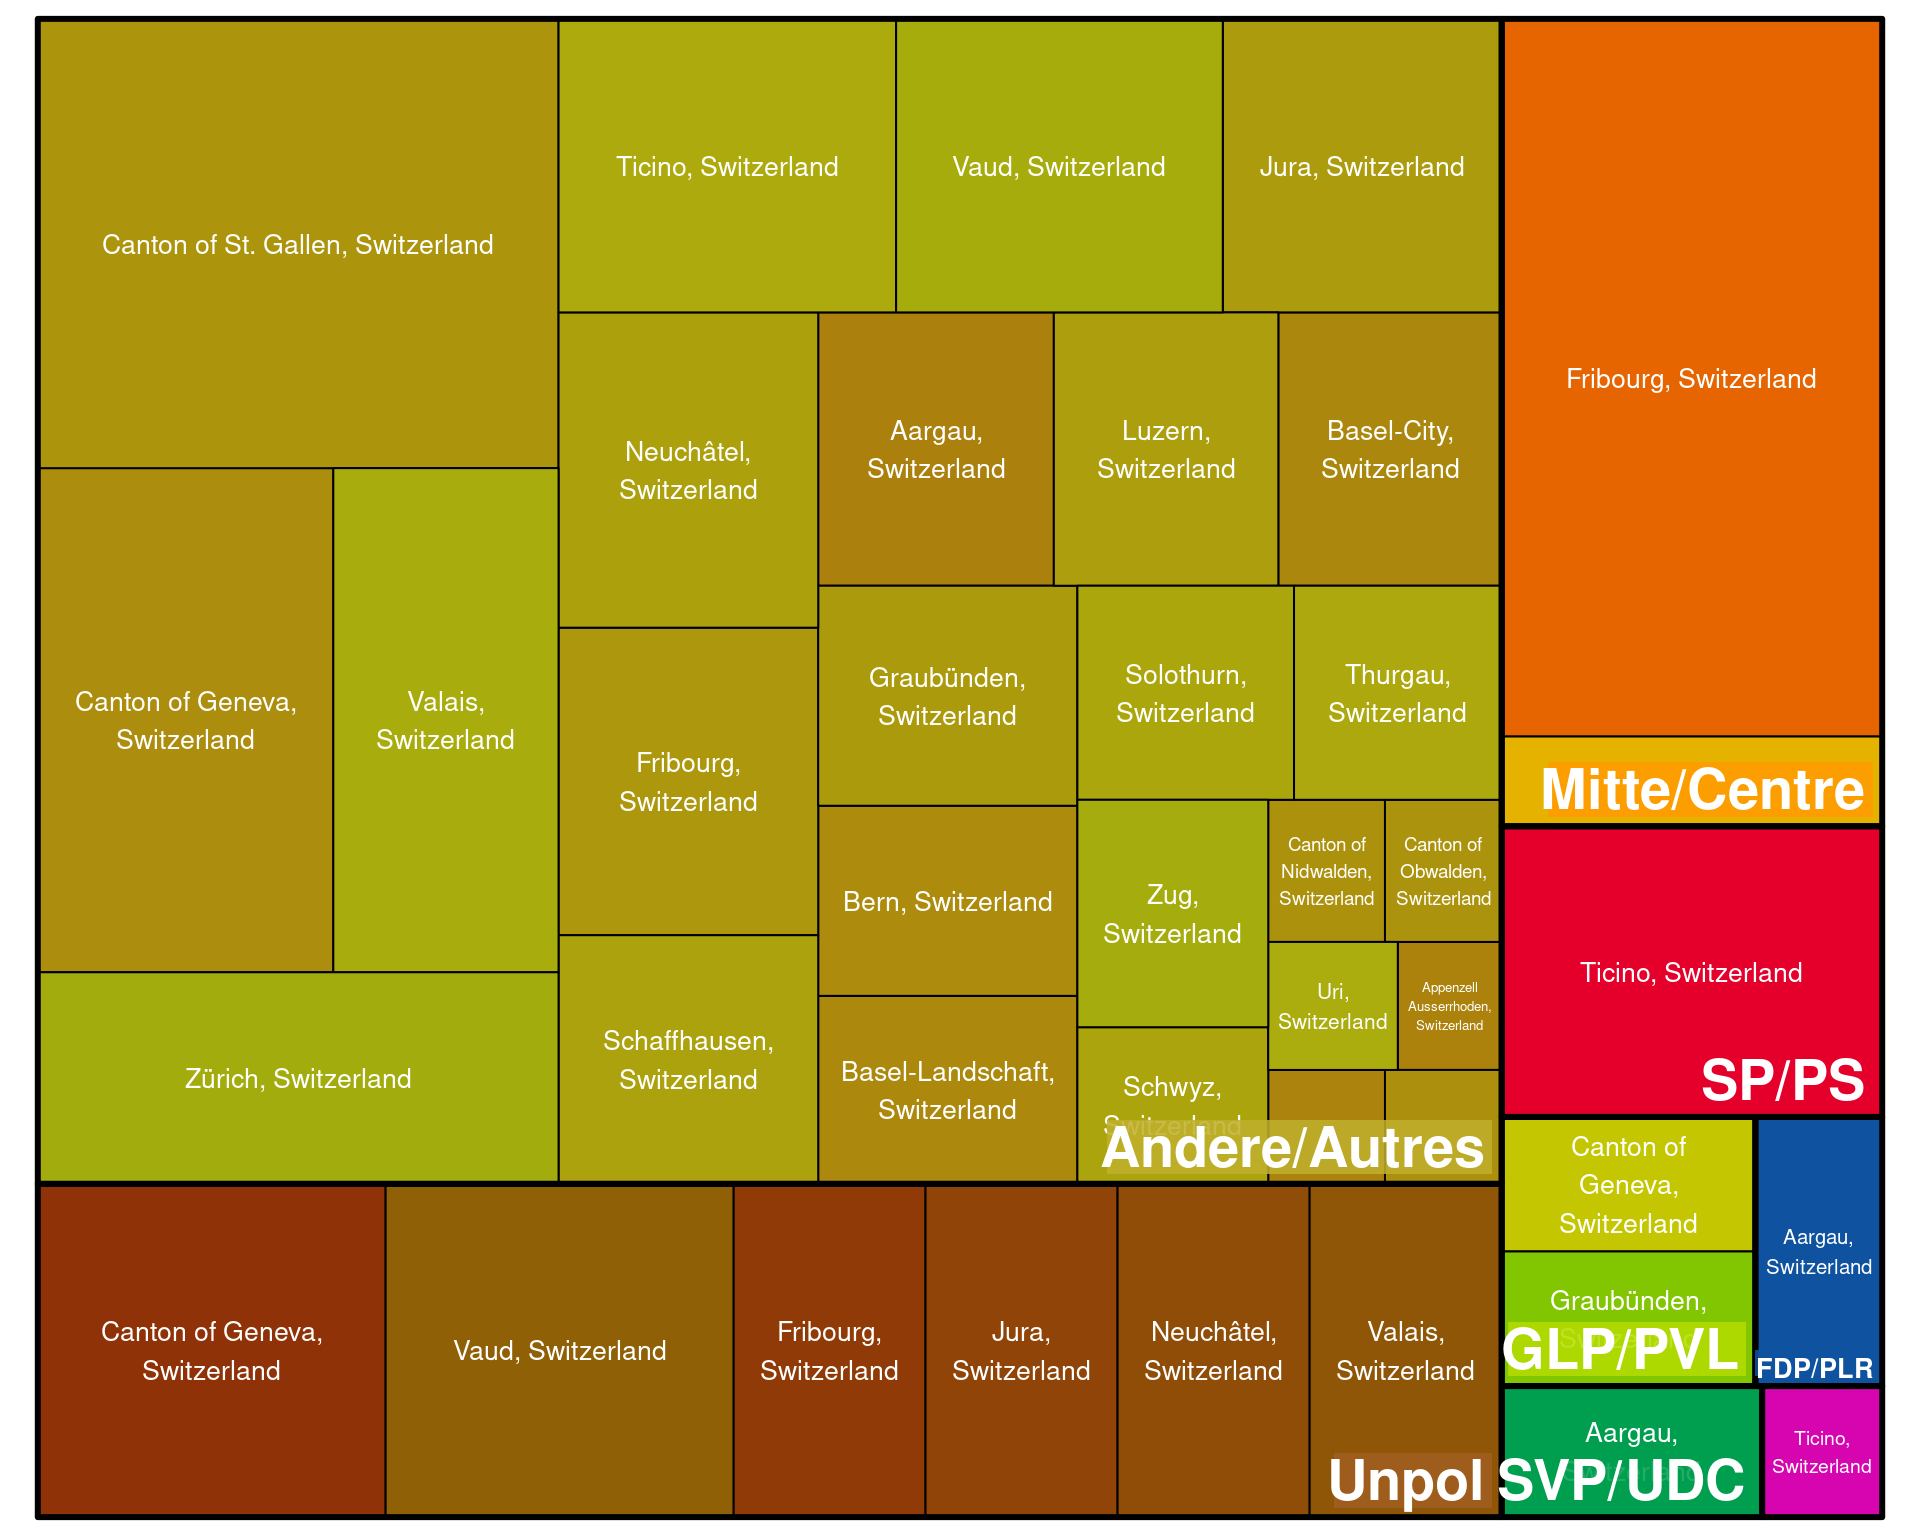 Canton of St. Gallen, Switzerland
Ticino, Switzerland
Vaud, Switzerland
Jura, Switzerland
Neuchâtel,
Switzerland
Aargau,
Switzerland
Luzern,
Switzerland
Basel-City,
Switzerland
Canton of Geneva,
Switzerland
Valais,
Switzerland
Fribourg,
Switzerland
Graubünden,
Switzerland
Solothurn,
Switzerland
Thurgau,
Switzerland
Bern, Switzerland
Zug,
Switzerland
Canton of
Nidwalden,
Switzerland
Canton of
Obwalden,
Switzerland
Uri,
Switzerland
Appenzell
Ausserrhoden,
Switzerland
Zürich, Switzerland
Schaffhausen,
Switzerland
Basel-Landschaft,
Switzerland
Schwyz,
Switzerland
Andere/Autres
Canton of Geneva,
Switzerland
Vaud, Switzerland
Fribourg,
Switzerland
Jura,
Switzerland
Neuchâtel,
Switzerland
Valais,
Switzerland
Unpol
Fribourg, Switzerland
Mitte/Centre
Ticino, Switzerland
SP/PS
Canton of
Geneva,
Switzerland
Graubünden,
GLP/PVL
Aargau,
Switzerland
FDP/PLR
Aargau,
SVP/UDC
Ticino,
Switzerland